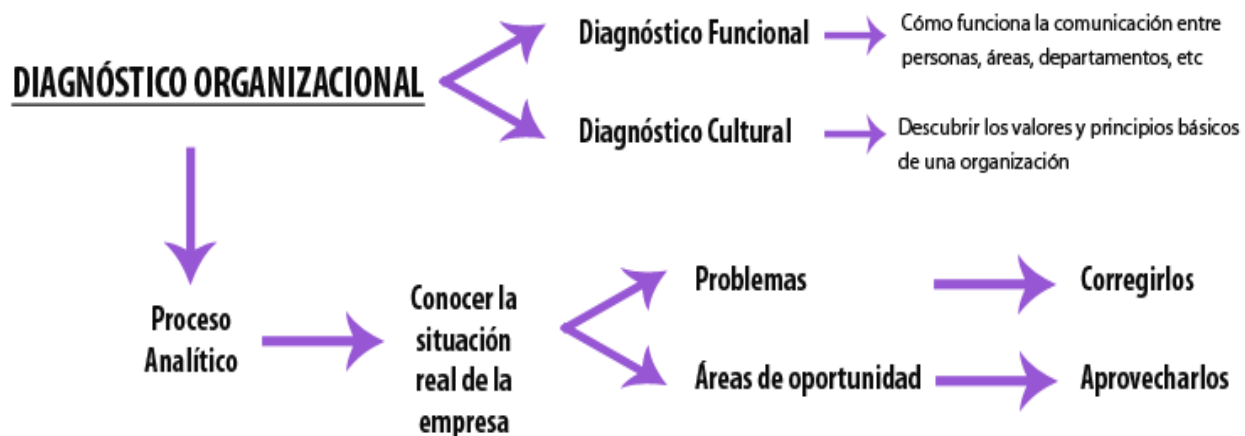 DIAGNÓSTICO ORGANIZACIONAL
Diagnóstico Funcional
Cómo funciona la comunicación entre
personas, áreas, departamentos, etc
Diagnóstico Cultural
Descubrir los valores y principios básicos
de una organización
Proceso
Analítico
Conocer la
situación
real de la
empresa
Problemas
Corregirlos
Áreas de oportunidad
Aprovecharlos